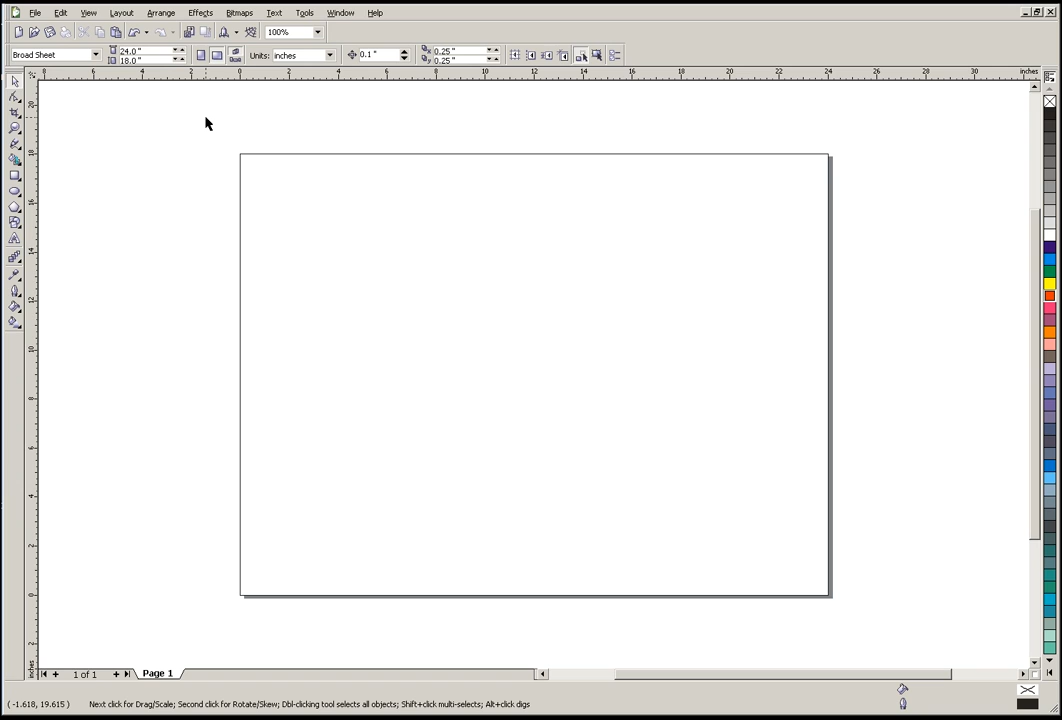 File Edit View Layout Arrange Effects Bitmaps Text Tools Window Help
100%
Broad Sheet 24.0 " 18.0 " Units: inches 0.1 " 0.25 " 0.25 "
8 6 4 2 0 2 4 6 8 10 12 14 16 18 20 22 24 26 28 30 inches
20
18
16
14
12
10
8
6
4
2
0
2
inches
1 of 1 Page 1
( -1.618, 19.615 ) Next click for Drag/Scale; Second click for Rotate/Skew; Dbl-clicking tool selects all objects; Shift+click multi-selects; Alt+click digs